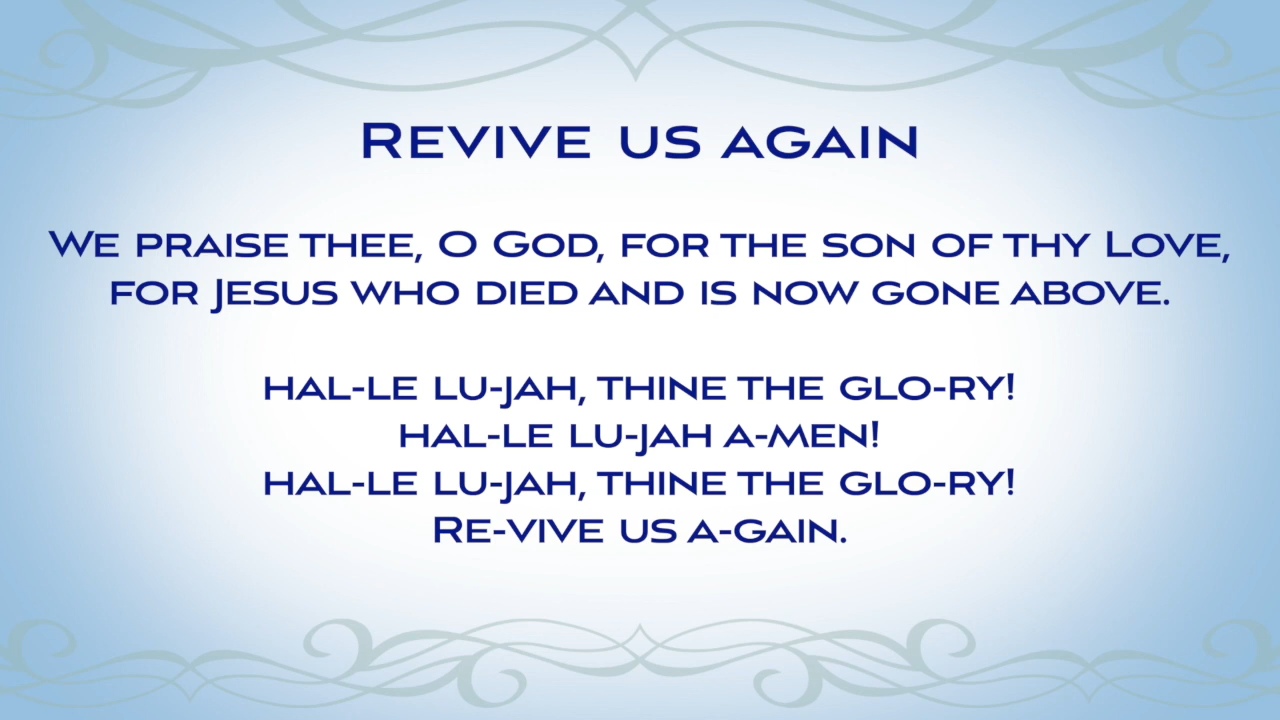 Revive us again
We praise thee, O God, for the son of thy Love,
for Jesus who died and is now gone above.
hal-le lu-jah, thine the glo-ry!
hal-le lu-jah a-men!
hal-le lu-jah, thine the glo-ry!
Re-vive us a-gain.